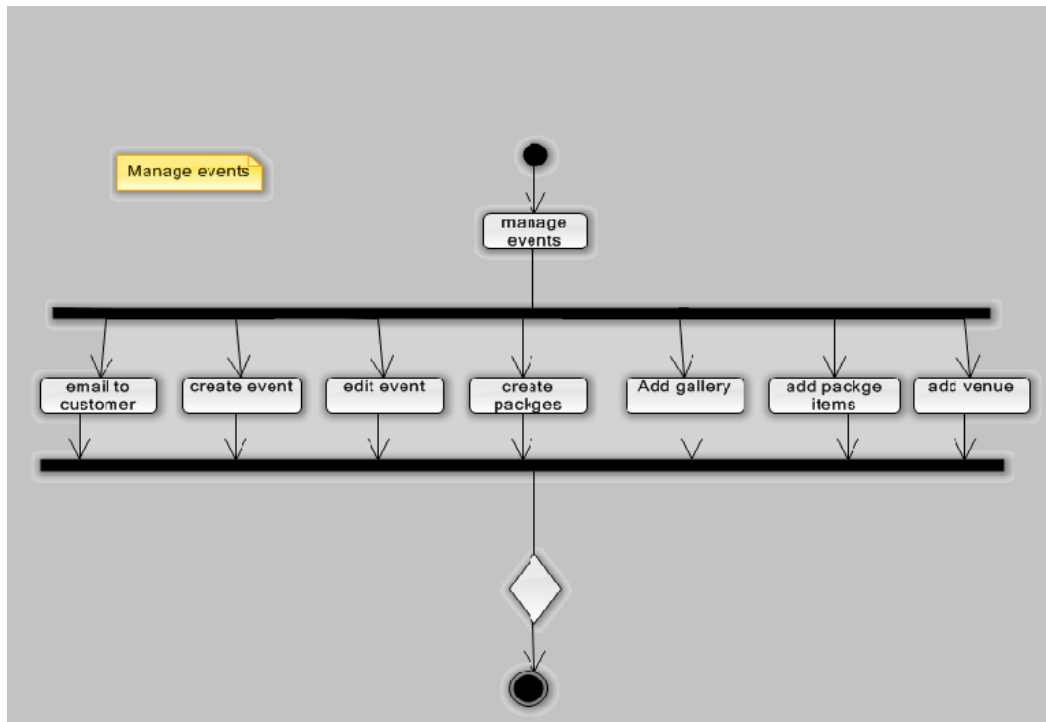 Manage events
manage
events
email to
customer
create event
edit event
create
packges
Add gallery
add packge
items
add venue